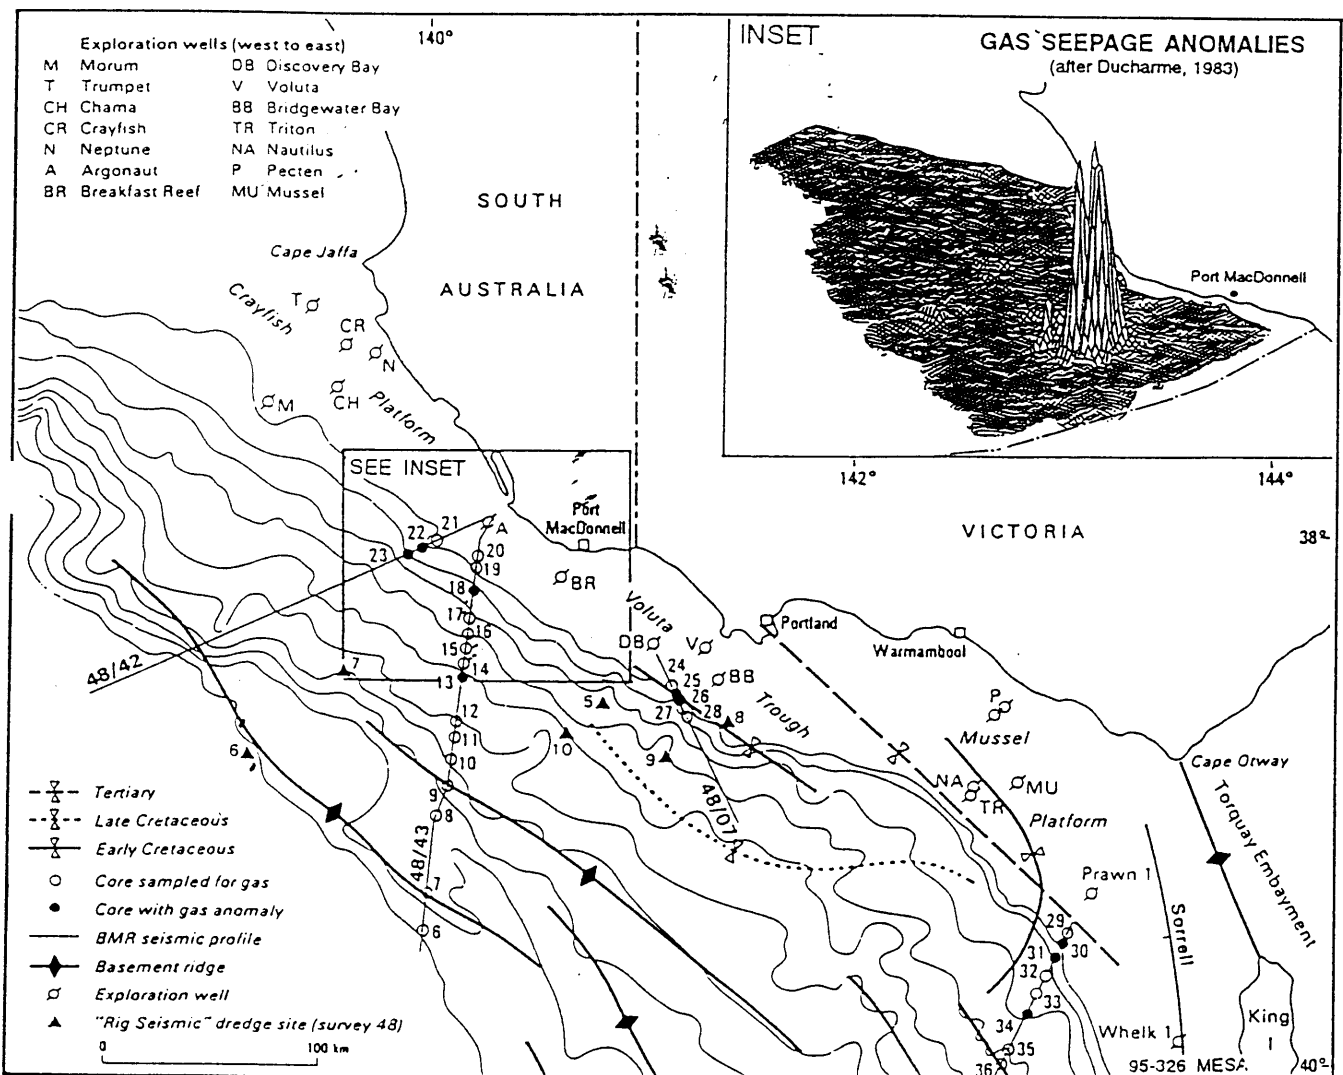 140°
Exploration wells (west to east)
M Morum DB Discovery Bay
T Trumpet V Voluta
CH Chama BB Bridgewater Bay
CR Crayfish TR Triton
N Neptune NA Nautilus
A Argonaut P Pecten
BR Breakfast Reef MU Mussel
INSET
GAS SEEPAGE ANOMALIES
(after Ducharme, 1983)
Port MacDonnell
142°
144°
SOUTH
AUSTRALIA
Cape Jaffa
Crayfish
Platform
T
CR
N
CH
M
SEE INSET
Port
MacDonnell
A
BR
VICTORIA
38°
21
22
23
20
19
18
17
16
15
14
13
12
11
10
9
8
7
6
48/42
48/43
48/07
7
6
5
10
9
8
Voluta
Trough
DB
V
BB
24
25
26
27
28
Portland
Warrnambool
P
Mussel
NA
TR
MU
Platform
Cape Otway
Torquay Embayment
Prawn 1
Sorrell
29
30
31
32
33
34
35
36
Whelk 1
King
I
95-326 MESA
40°
Tertiary
Late Cretaceous
Early Cretaceous
Core sampled for gas
Core with gas anomaly
BMR seismic profile
Basement ridge
Exploration well
"Rig Seismic" dredge site (survey 48)
0 100 km